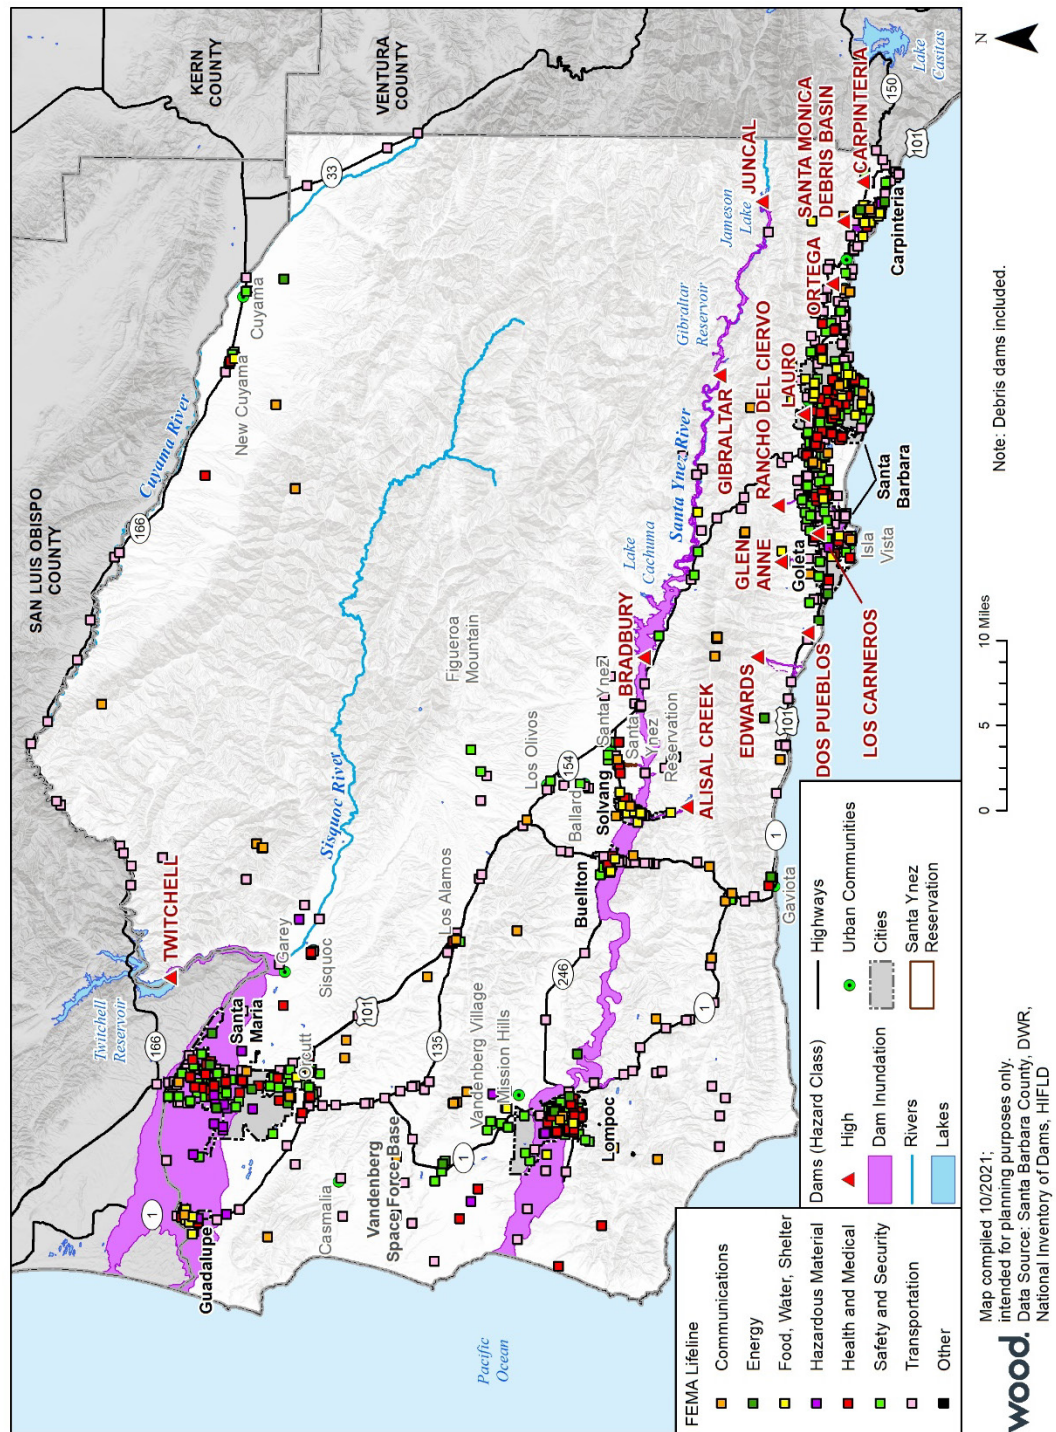 SAN LUIS OBISPO
COUNTY
KERN
COUNTY
VENTURA
COUNTY
166
Cuyama River
33
New Cuyama
Cuyama
Twitchell
Reservoir
TWITCHELL
166
1
Guadalupe
Santa
Maria
Garey
Sisquoc
Sisquoc River
Orcutt
101
135
Los Alamos
Casmalia
Vandenberg
Space Force Base
1
Vandenberg Village
Mission Hills
Lompoc
246
1
Figueroa
Mountain
Los Olivos
154
Ballard
Santa Ynez
Solvang
Santa
Ynez
Reservation
Buellton
BRADBURY
Lake
Cachuma
Santa Ynez River
Gibraltar
Reservoir
GIBRALTAR
Jameson
Lake
JUNCAL
ALISAL CREEK
EDWARDS
GLEN
ANNE
RANCHO DEL CIERVO
LAURO
ORTEGA
SANTA MONICA
DEBRIS BASIN
CARPINTERIA
Lake
Casitas
150
101
Carpinteria
Santa
Barbara
Goleta
Isla
Vista
LOS CARNEROS
DOS PUEBLOS
101
1
Gaviota
Pacific
Ocean
N
FEMA Lifeline
Communications
Energy
Food, Water, Shelter
Hazardous Material
Health and Medical
Safety and Security
Transportation
Other
Dams (Hazard Class)
High
Dam Inundation
Rivers
Lakes
Highways
Urban Communities
Cities
Santa Ynez
Reservation
0 5 10 Miles
Note: Debris dams included.
wood.
Map compiled 10/2021;
intended for planning purposes only.
Data Source: Santa Barbara County, DWR,
National Inventory of Dams, HIFLD